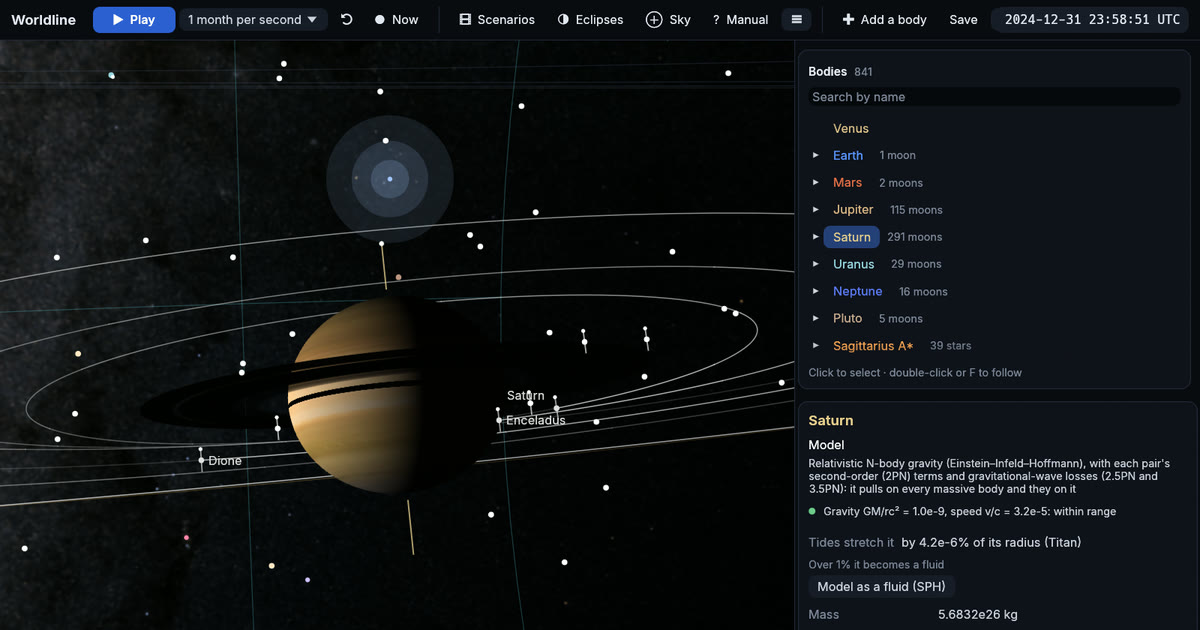 Worldline
Play
1 month per second
Now
Scenarios
Eclipses
Sky
? Manual
Add a body
Save
2024-12-31 23:58:51 UTC
Saturn
Enceladus
Dione
Bodies 841
Search by name
Venus
Earth 1 moon
Mars 2 moons
Jupiter 115 moons
Saturn 291 moons
Uranus 29 moons
Neptune 16 moons
Pluto 5 moons
Sagittarius A* 39 stars
Click to select · double-click or F to follow
Saturn
Model
Relativistic N-body gravity (Einstein–Infeld–Hoffmann), with each pair's
second-order (2PN) terms and gravitational-wave losses (2.5PN and
3.5PN): it pulls on every massive body and they on it
Gravity GM/rc² = 1.0e-9, speed v/c = 3.2e-5: within range
Tides stretch it by 4.2e-6% of its radius (Titan)
Over 1% it becomes a fluid
Model as a fluid (SPH)
Mass 5.6832e26 kg